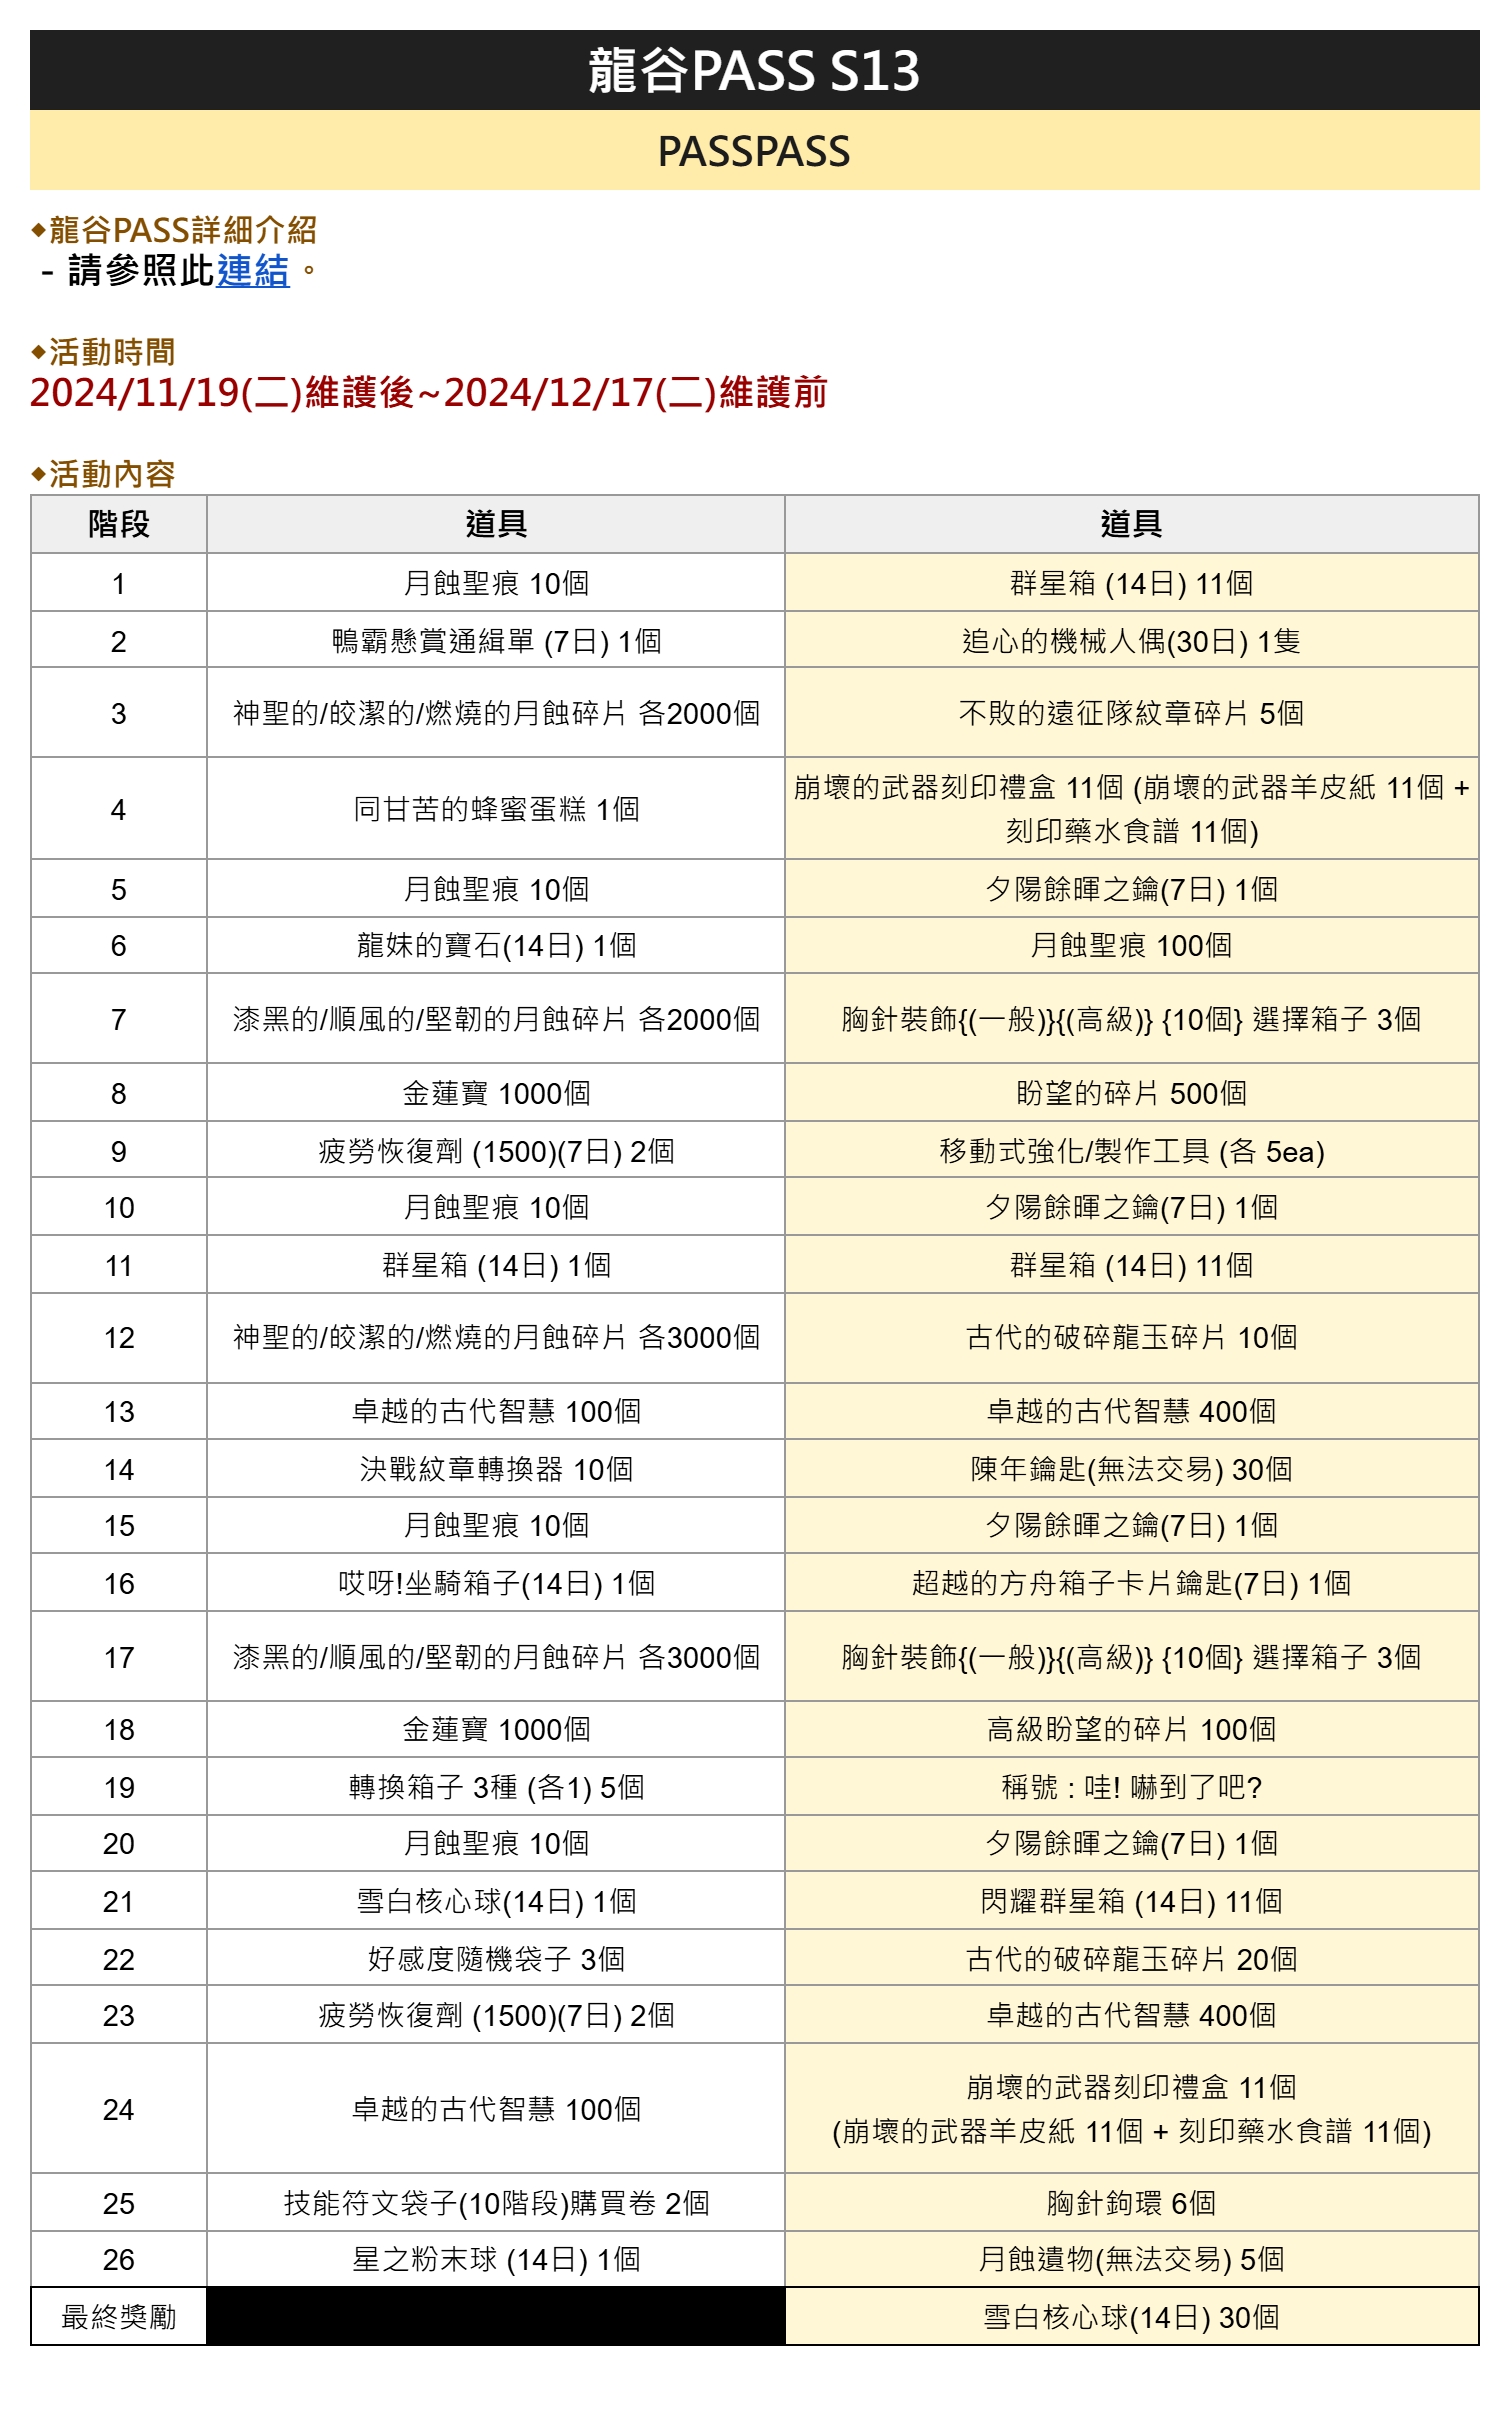 龍谷PASS S13
PASSPASS
◆龍谷PASS詳細介紹
- 請參照此連結。
◆活動時間
2024/11/19(二)維護後~2024/12/17(二)維護前
◆活動內容
階段 道具 道具
1 月蝕聖痕 10個 群星箱 (14日) 11個
2 鴨霸懸賞通緝單 (7日) 1個 追心的機械人偶(30日) 1隻
3 神聖的/皎潔的/燃燒的月蝕碎片 各2000個 不敗的遠征隊紋章碎片 5個
4 同甘苦的蜂蜜蛋糕 1個 崩壞的武器刻印禮盒 11個 (崩壞的武器羊皮紙 11個 +
刻印藥水食譜 11個)
5 月蝕聖痕 10個 夕陽餘暉之鑰(7日) 1個
6 龍妹的寶石(14日) 1個 月蝕聖痕 100個
7 漆黑的/順風的/堅韌的月蝕碎片 各2000個 胸針裝飾{(一般)}{(高級)} {10個} 選擇箱子 3個
8 金蓮寶 1000個 盼望的碎片 500個
9 疲勞恢復劑 (1500)(7日) 2個 移動式強化/製作工具 (各 5ea)
10 月蝕聖痕 10個 夕陽餘暉之鑰(7日) 1個
11 群星箱 (14日) 1個 群星箱 (14日) 11個
12 神聖的/皎潔的/燃燒的月蝕碎片 各3000個 古代的破碎龍玉碎片 10個
13 卓越的古代智慧 100個 卓越的古代智慧 400個
14 決戰紋章轉換器 10個 陳年鑰匙(無法交易) 30個
15 月蝕聖痕 10個 夕陽餘暉之鑰(7日) 1個
16 哎呀!坐騎箱子(14日) 1個 超越的方舟箱子卡片鑰匙(7日) 1個
17 漆黑的/順風的/堅韌的月蝕碎片 各3000個 胸針裝飾{(一般)}{(高級)} {10個} 選擇箱子 3個
18 金蓮寶 1000個 高級盼望的碎片 100個
19 轉換箱子 3種 (各1) 5個 稱號 : 哇! 嚇到了吧?
20 月蝕聖痕 10個 夕陽餘暉之鑰(7日) 1個
21 雪白核心球(14日) 1個 閃耀群星箱 (14日) 11個
22 好感度隨機袋子 3個 古代的破碎龍玉碎片 20個
23 疲勞恢復劑 (1500)(7日) 2個 卓越的古代智慧 400個
24 卓越的古代智慧 100個 崩壞的武器刻印禮盒 11個
(崩壞的武器羊皮紙 11個 + 刻印藥水食譜 11個)
25 技能符文袋子(10階段)購買卷 2個 胸針鉤環 6個
26 星之粉末球 (14日) 1個 月蝕遺物(無法交易) 5個
最終獎勵 雪白核心球(14日) 30個